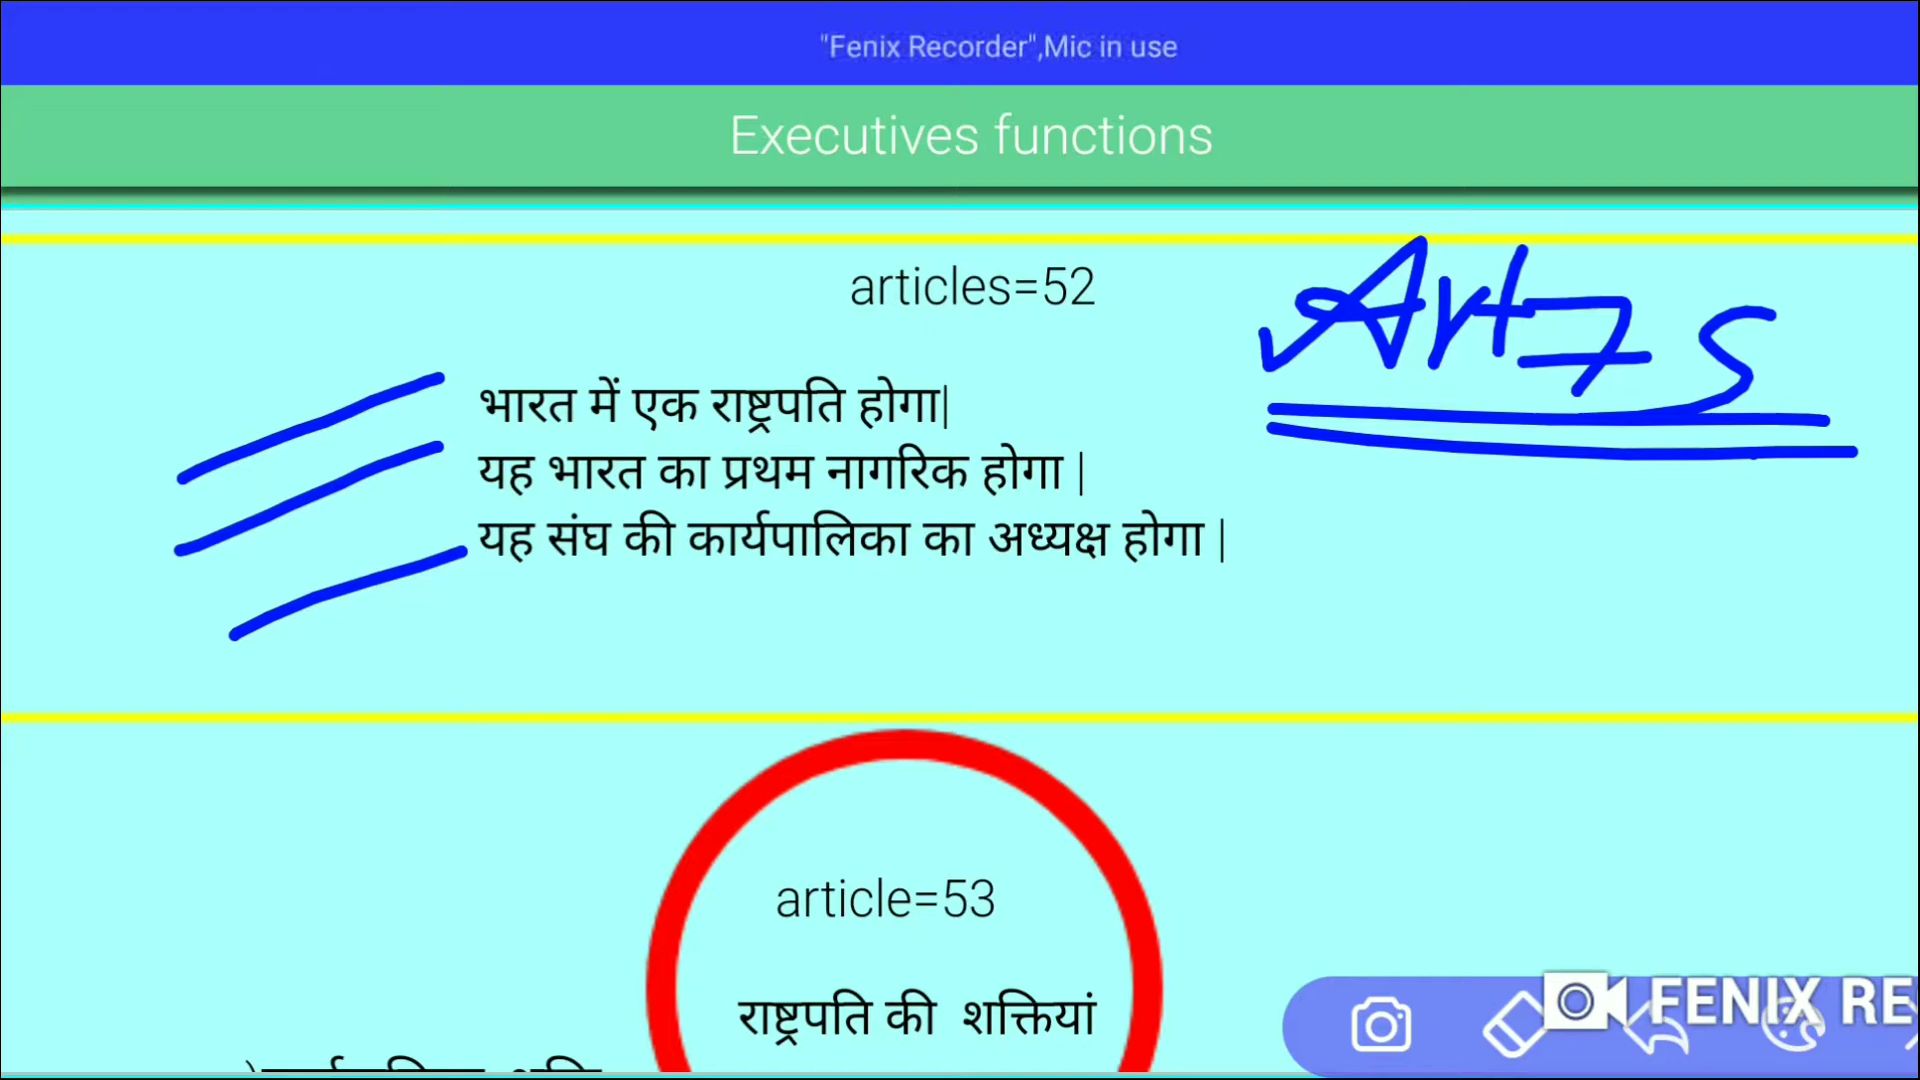 "Fenix Recorder",Mic in use
Executives functions
articles=52
Art 75
भारत में एक राष्ट्रपति होगा|
यह भारत का प्रथम नागरिक होगा |
यह संघ की कार्यपालिका का अध्यक्ष होगा |
article=53
राष्ट्रपति की शक्तियां
FENIX RE